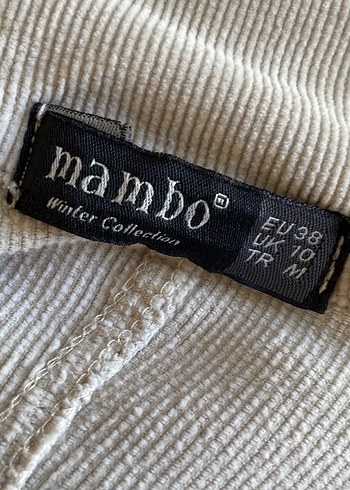 mambo
Winter Collection
EU 38
UK 10
TR M